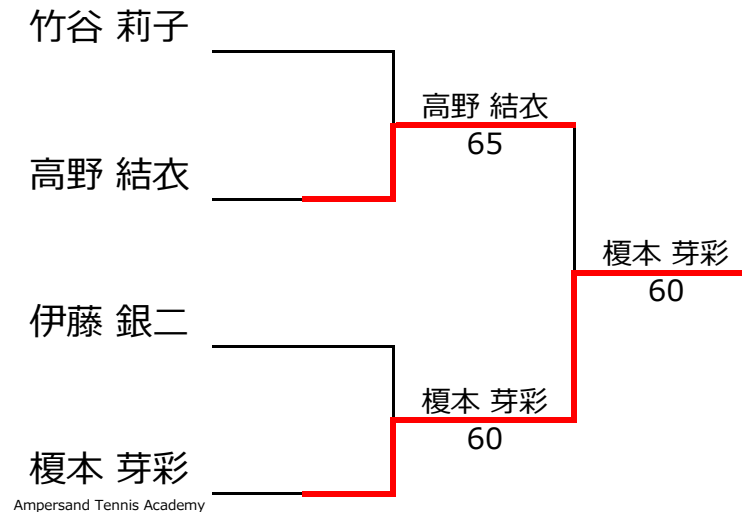 竹谷 莉子
高野 結衣
65
高野 結衣
榎本 芽彩
60
伊藤 銀二
榎本 芽彩
60
榎本 芽彩
Ampersand Tennis Academy